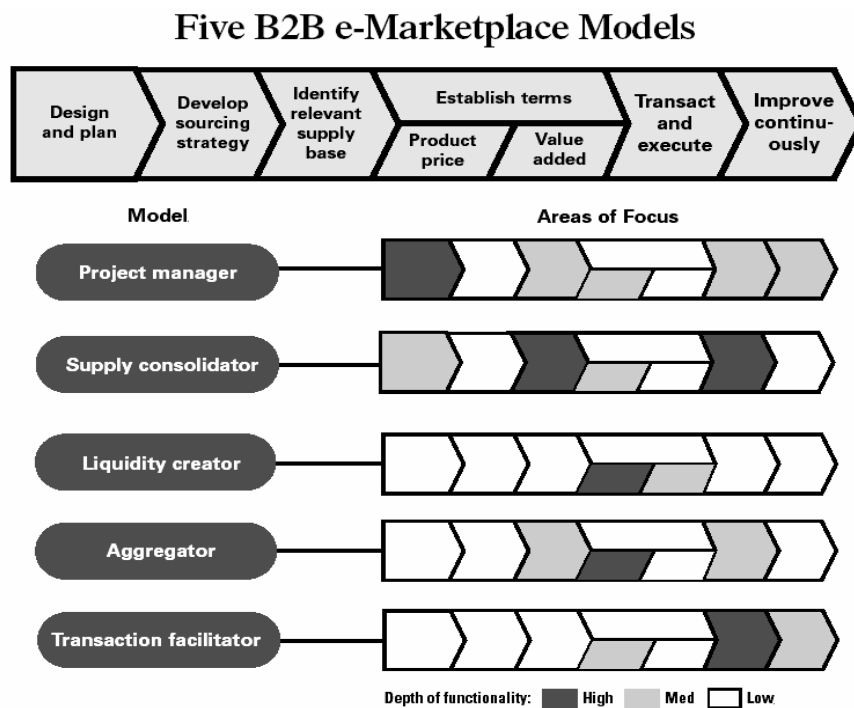 Five B2B e-Marketplace Models
Design
and plan
Develop
sourcing
strategy
Identify
relevant
supply
base
Establish terms
Product
price
Value
added
Transact
and
execute
Improve
continu-
ously
Model
Areas of Focus
Project manager
Supply consolidator
Liquidity creator
Aggregator
Transaction facilitator
Depth of functionality: High Med Low